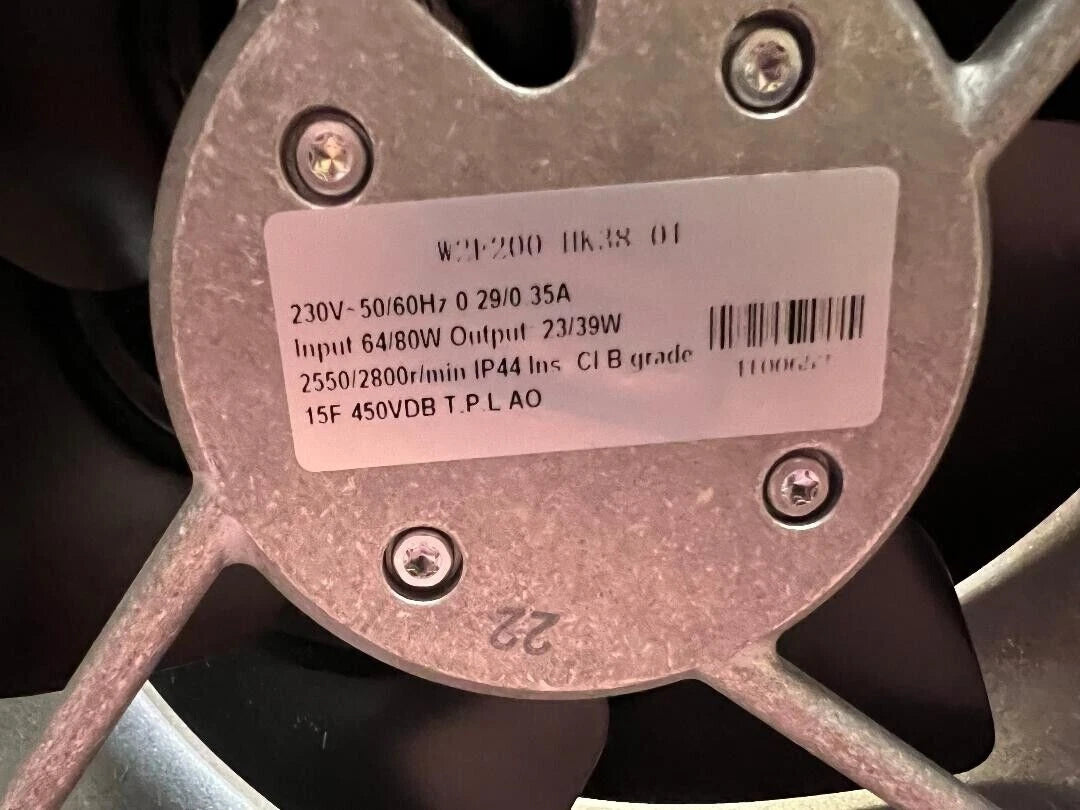 W2E200 HK38 01
230V~50/60Hz 0 29/0 35A
Input 64/80W Output 23/39W
2550/2800r/min IP44 Ins CI B grade
15F 450VDB T.P.L AO
22